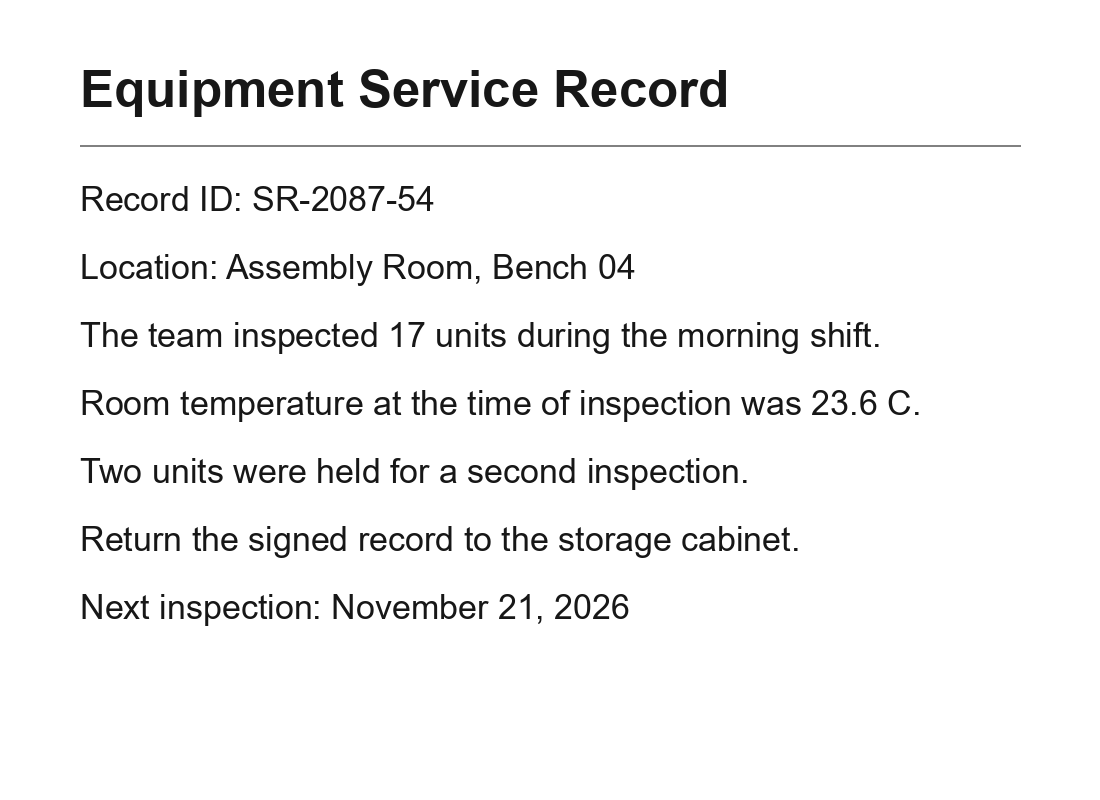 Equipment Service Record
Record ID: SR-2087-54
Location: Assembly Room, Bench 04
The team inspected 17 units during the morning shift.
Room temperature at the time of inspection was 23.6 C.
Two units were held for a second inspection.
Return the signed record to the storage cabinet.
Next inspection: November 21, 2026